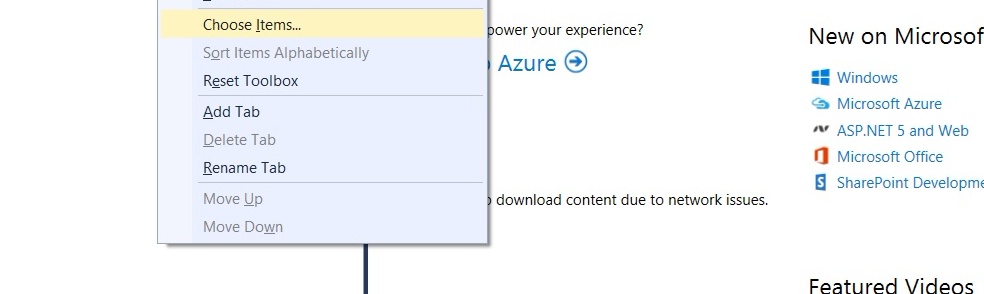 Choose Items...
Sort Items Alphabetically
Reset Toolbox
Add Tab
Delete Tab
Rename Tab
Move Up
Move Down
power your experience?
Azure
download content due to network issues.
New on Microsof
Windows
Microsoft Azure
ASP.NET 5 and Web
Microsoft Office
SharePoint Developme
Featured Videos